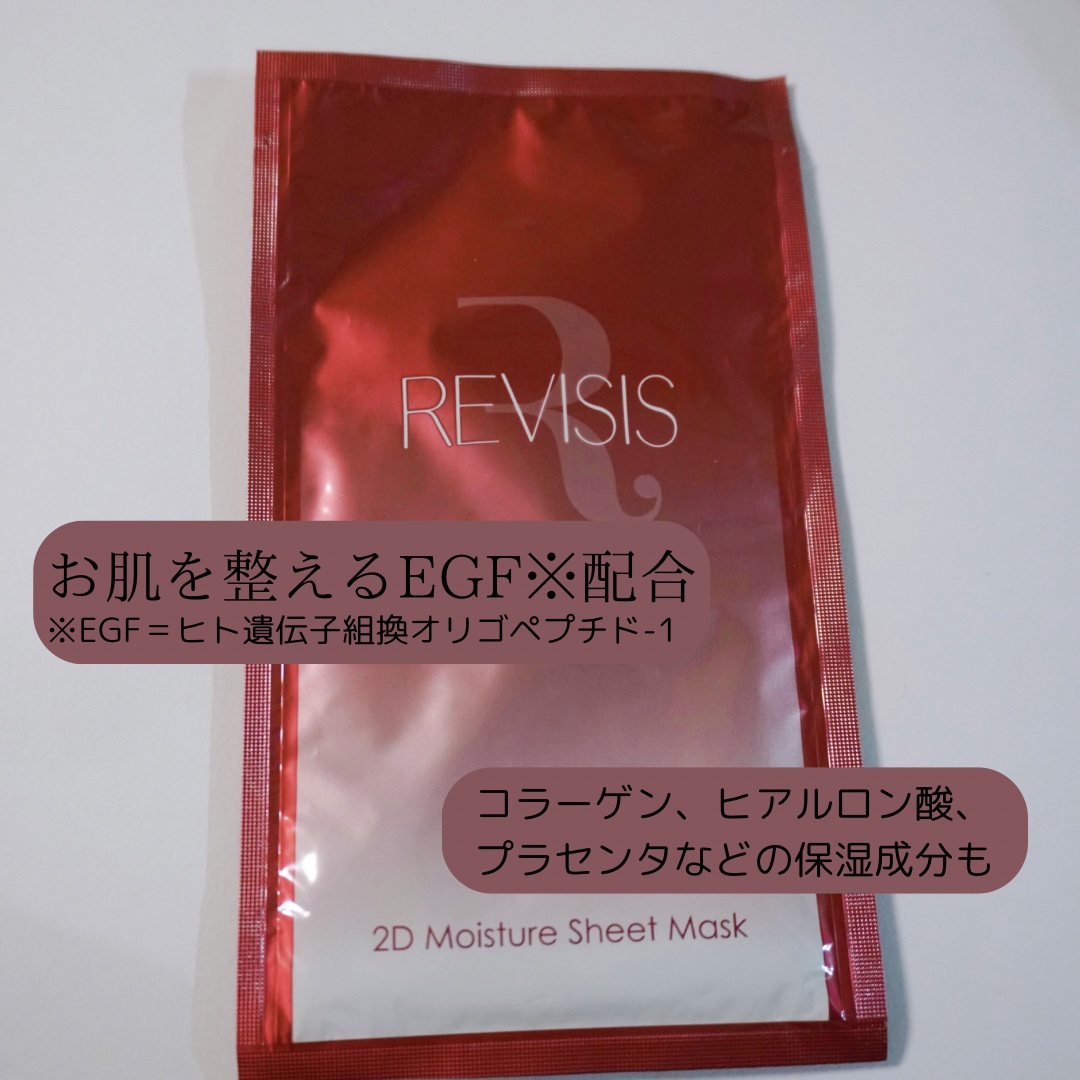 REVISIS
お肌を整えるEGF※配合
※EGF＝ヒト遺伝子組換オリゴペプチド-1
コラーゲン、ヒアルロン酸、
プラセンタなどの保湿成分も
2D Moisture Sheet Mask